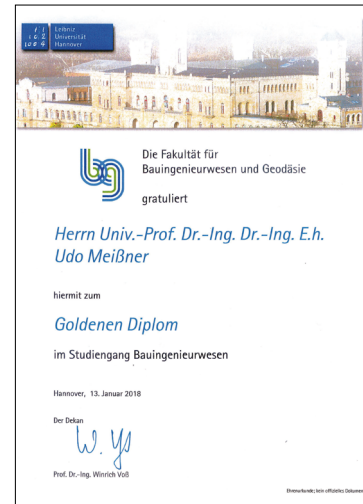 Leibniz
Universität
Hannover
Die Fakultät für
Bauingenieurwesen und Geodäsie
gratuliert
Herrn Univ.-Prof. Dr.-Ing. Dr.-Ing. E.h.
Udo Meißner
hiermit zum
Goldenen Diplom
im Studiengang Bauingenieurwesen
Hannover, 13. Januar 2018
Der Dekan
Prof. Dr.-Ing. Winrich Voß
Ehrenurkunde; kein offizielles